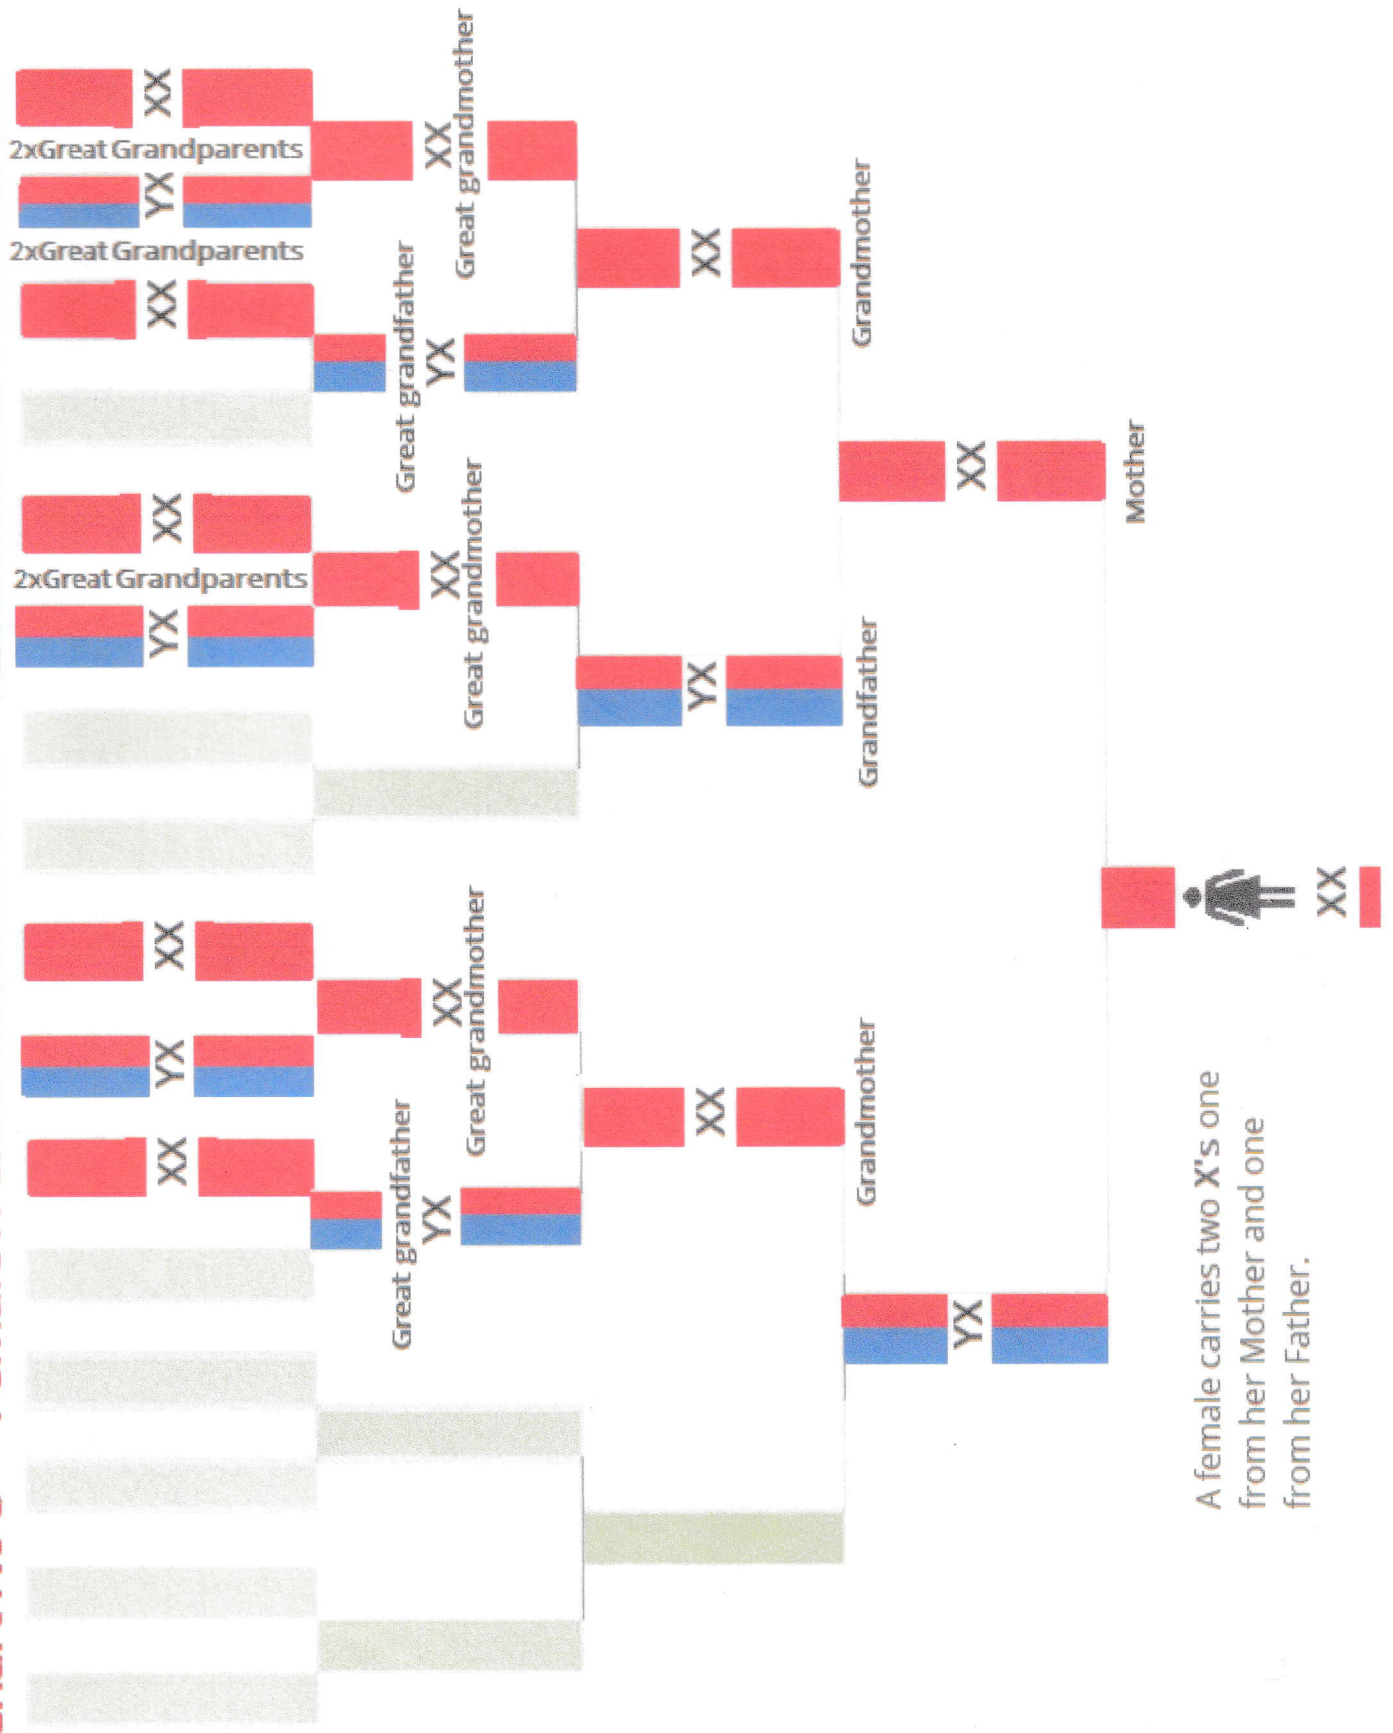 XX
YX
XX
YX
2xGreat Grandparents
XX
XX
2xGreat Grandparents
YX
2xGreat Grandparents
XX
Great grandfather
YX
XX
Great grandmother
XX
Great grandmother
Great grandfather
YX
XX
Great grandmother
XX
Grandmother
YX
Grandfather
XX
Grandmother
YX
XX
Mother
A female carries two X's one
from her Mother and one
from her Father.
XX